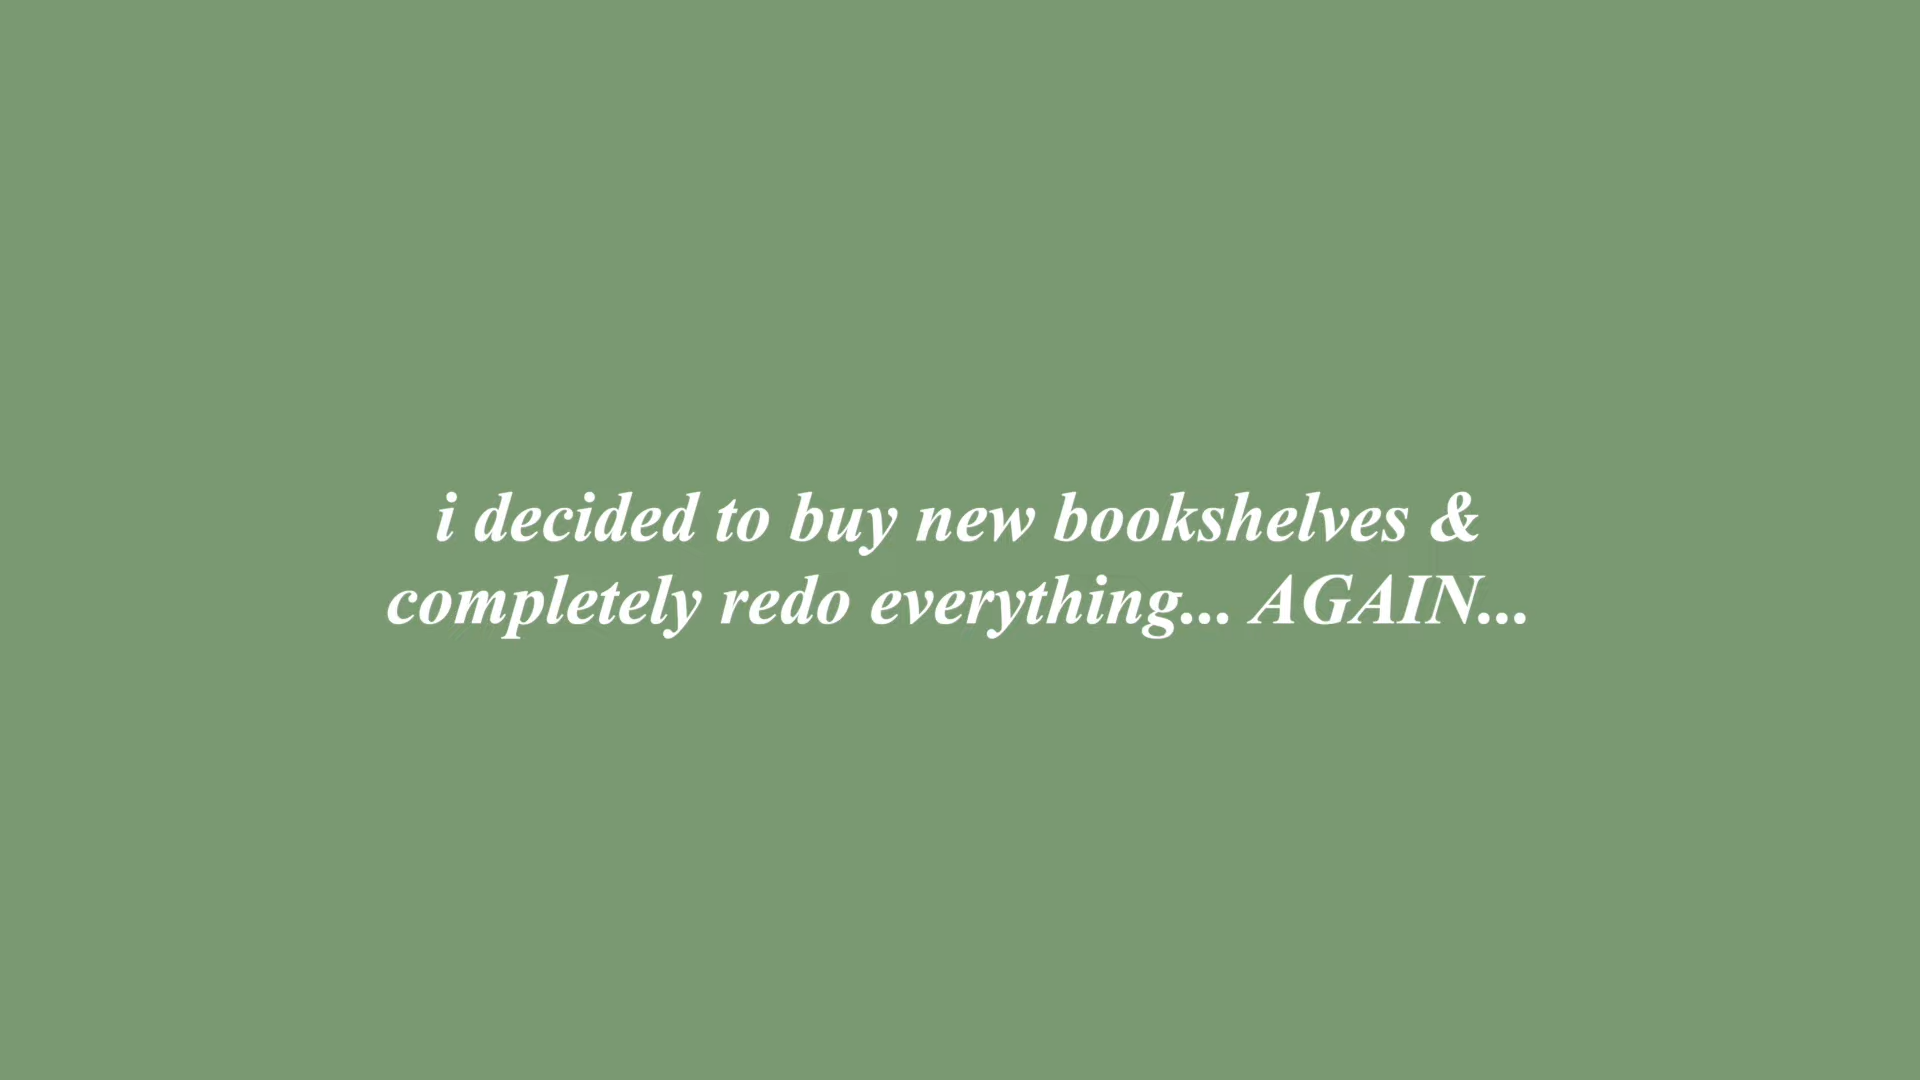 i decided to buy new bookshelves &
completely redo everything... AGAIN...